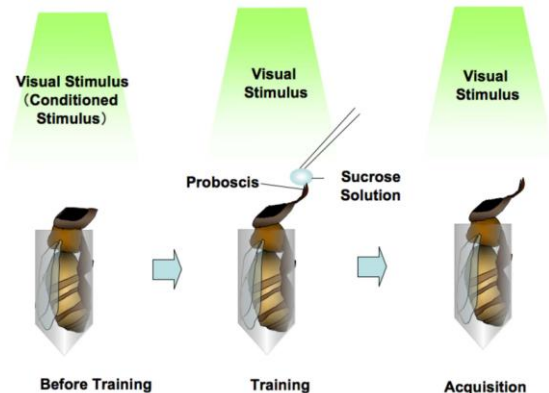 Visual Stimulus
（Conditioned
Stimulus）
Visual
Stimulus
Visual
Stimulus
Proboscis
Sucrose
Solution
Before Training
Training
Acquisition